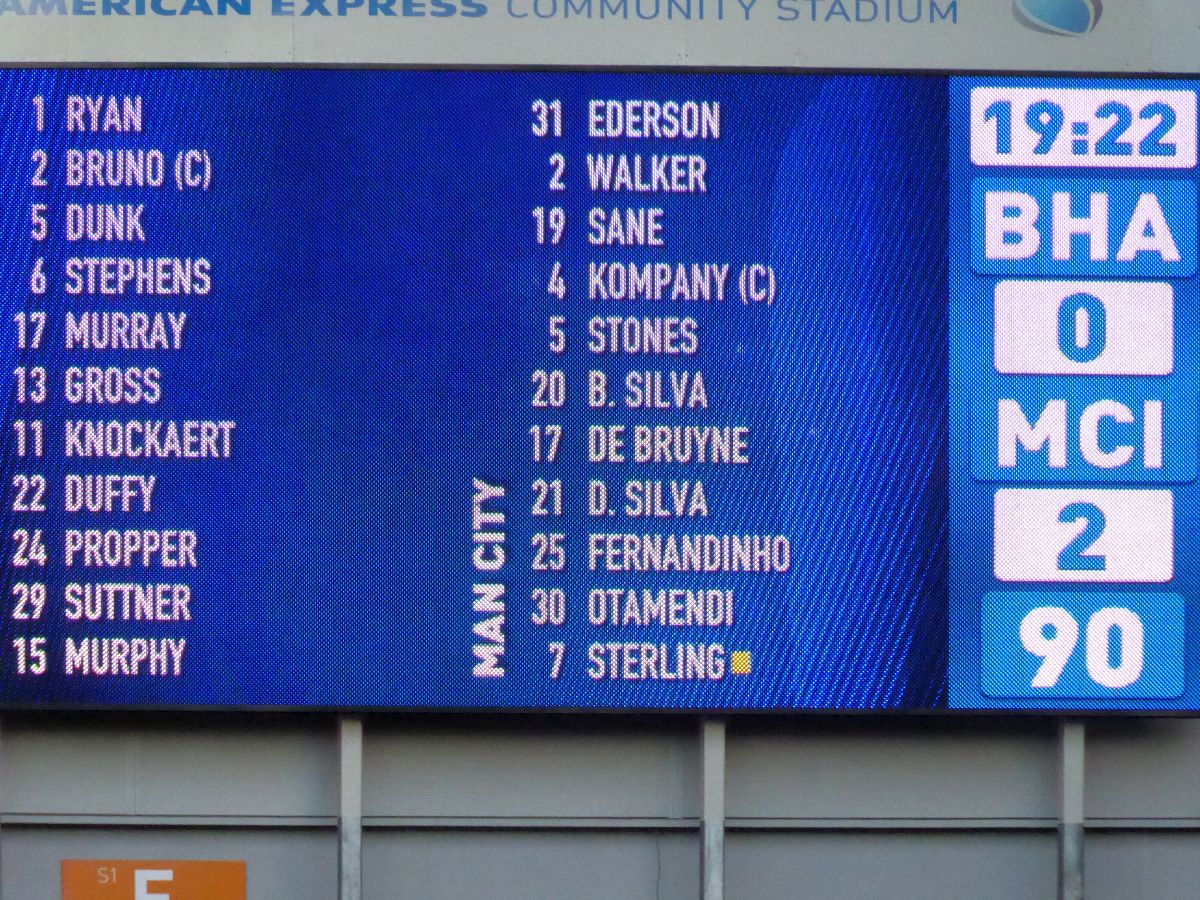 AMERICAN EXPRESS COMMUNITY STADIUM
1 RYAN
2 BRUNO (C)
5 DUNK
6 STEPHENS
17 MURRAY
13 GROSS
11 KNOCKAERT
22 DUFFY
24 PROPPER
29 SUTTNER
15 MURPHY
MAN CITY
31 EDERSON
2 WALKER
19 SANE
4 KOMPANY (C)
5 STONES
20 B. SILVA
17 DE BRUYNE
21 D. SILVA
25 FERNANDINHO
30 OTAMENDI
7 STERLING
19:22
BHA
0
MCI
2
90
S1